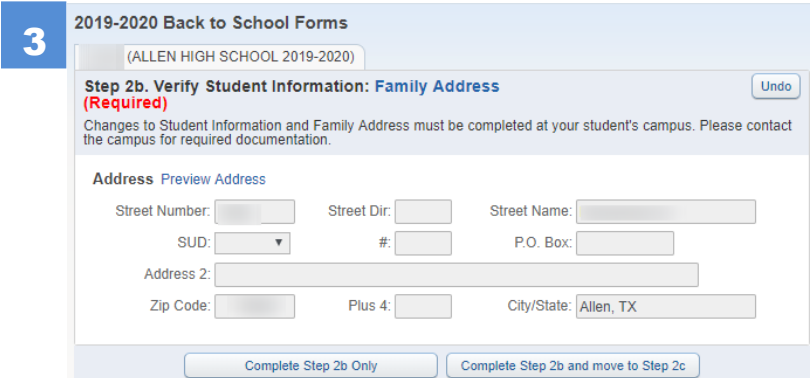 3
2019-2020 Back to School Forms
(ALLEN HIGH SCHOOL 2019-2020)
Step 2b. Verify Student Information: Family Address
(Required)
Undo
Changes to Student Information and Family Address must be completed at your student's campus. Please contact
the campus for required documentation.
Address Preview Address
Street Number: Street Dir: Street Name:
SUD: #: P.O. Box:
Address 2:
Zip Code: Plus 4: City/State: Allen, TX
Complete Step 2b Only Complete Step 2b and move to Step 2c